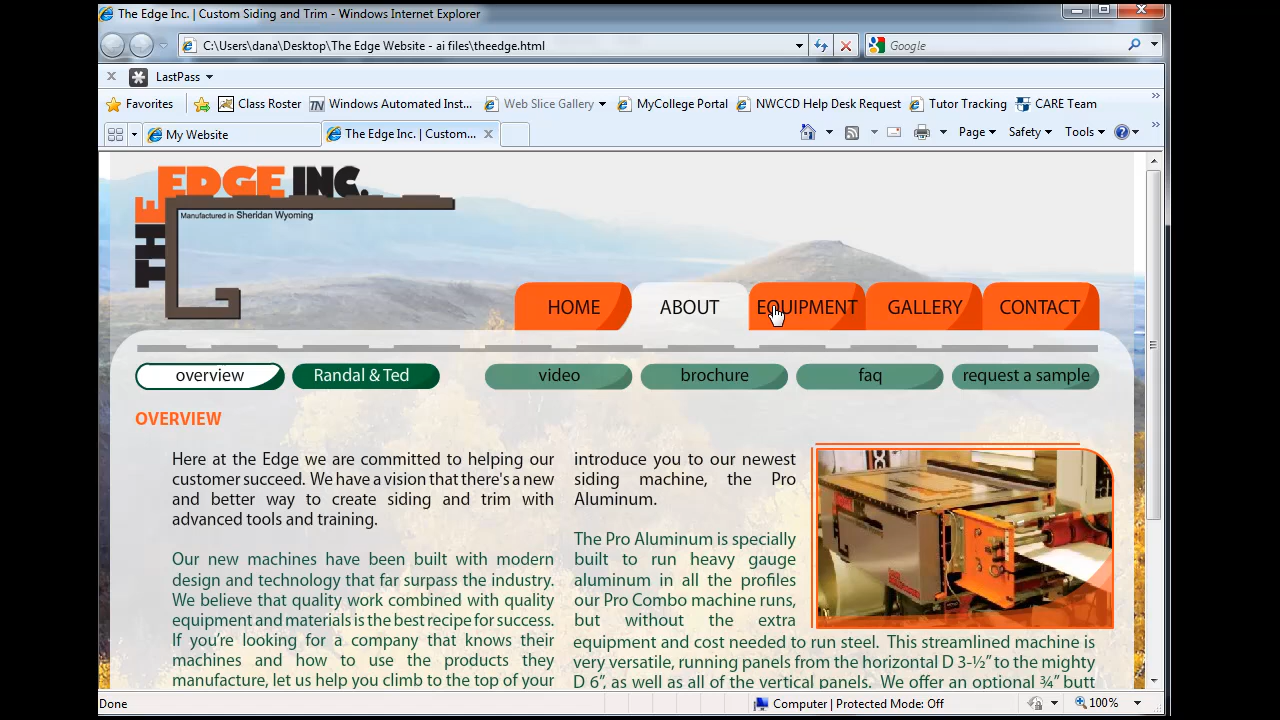 The Edge Inc. | Custom Siding and Trim - Windows Internet Explorer
C:\Users\dana\Desktop\The Edge Website - ai files\theedge.html
Google
LastPass
Favorites Class Roster Windows Automated Inst... Web Slice Gallery MyCollege Portal NWCCD Help Desk Request Tutor Tracking CARE Team
My Website The Edge Inc. | Custom... Page Safety Tools
THE EDGE INC.
Manufactured in Sheridan Wyoming
HOME ABOUT EQUIPMENT GALLERY CONTACT
overview Randal & Ted video brochure faq request a sample
OVERVIEW
Here at the Edge we are committed to helping our
customer succeed. We have a vision that there's a new
and better way to create siding and trim with
advanced tools and training.
Our new machines have been built with modern
design and technology that far surpass the industry.
We believe that quality work combined with quality
equipment and materials is the best recipe for success.
If you're looking for a company that knows their
machines and how to use the products they
manufacture, let us help you climb to the top of your
introduce you to our newest
siding machine, the Pro
Aluminum.
The Pro Aluminum is specially
built to run heavy gauge
aluminum in all the profiles
our Pro Combo machine runs,
but without the extra
equipment and cost needed to run steel. This streamlined machine is
very versatile, running panels from the horizontal D 3-½” to the mighty
D 6”, as well as all of the vertical panels. We offer an optional ¾” butt
Done Computer | Protected Mode: Off 100%